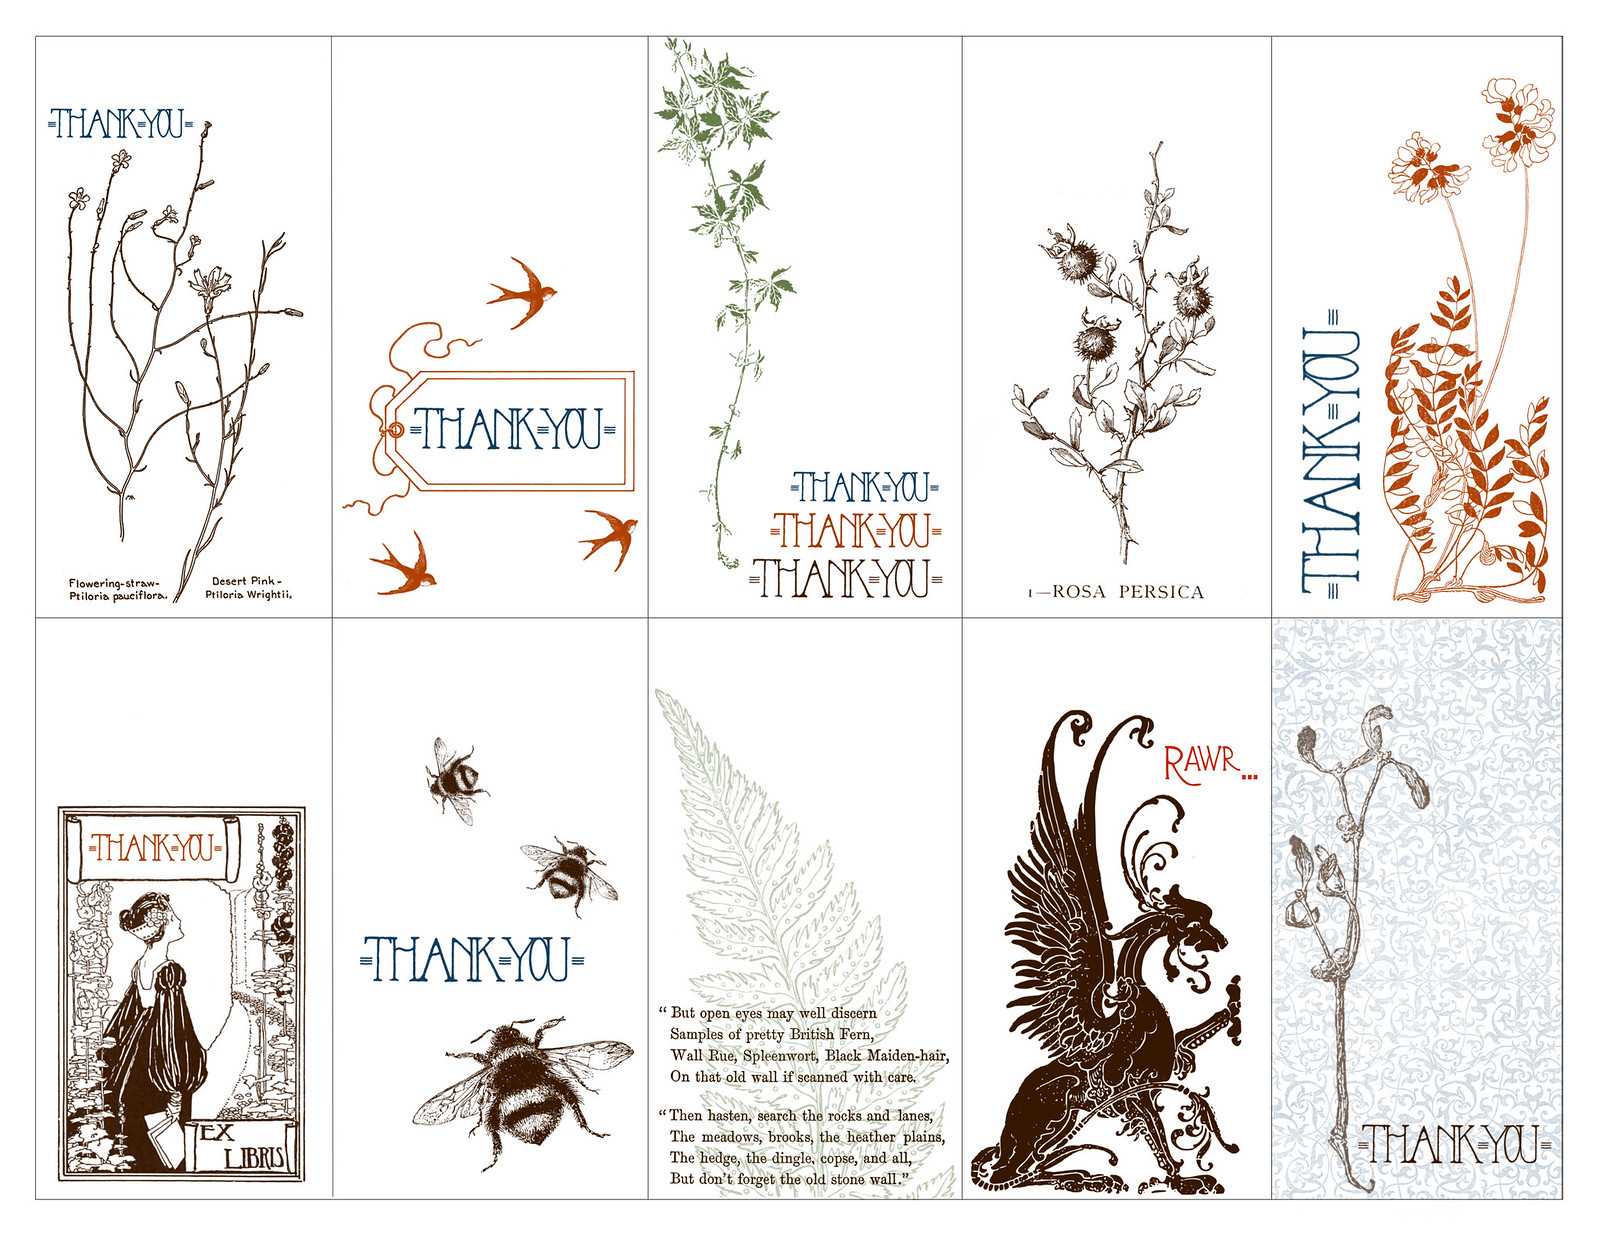 THANK YOU
Flowering-straw-
Ptiloria pauciflora.
Desert Pink-
Ptiloria Wrightii.
THANK YOU
THANK YOU
THANK YOU
THANK YOU
1—ROSA PERSICA
THANK YOU
THANK YOU
EX
LIBRIS
THANK YOU
“But open eyes may well discern
Samples of pretty British Fern,
Wall Rue, Spleenwort, Black Maiden-hair,
On that old wall if scanned with care.
“Then hasten, search the rocks and lanes,
The meadows, brooks, the heather plains,
The hedge, the dingle, copse, and all,
But don't forget the old stone wall.”
RAWR...
THANK YOU